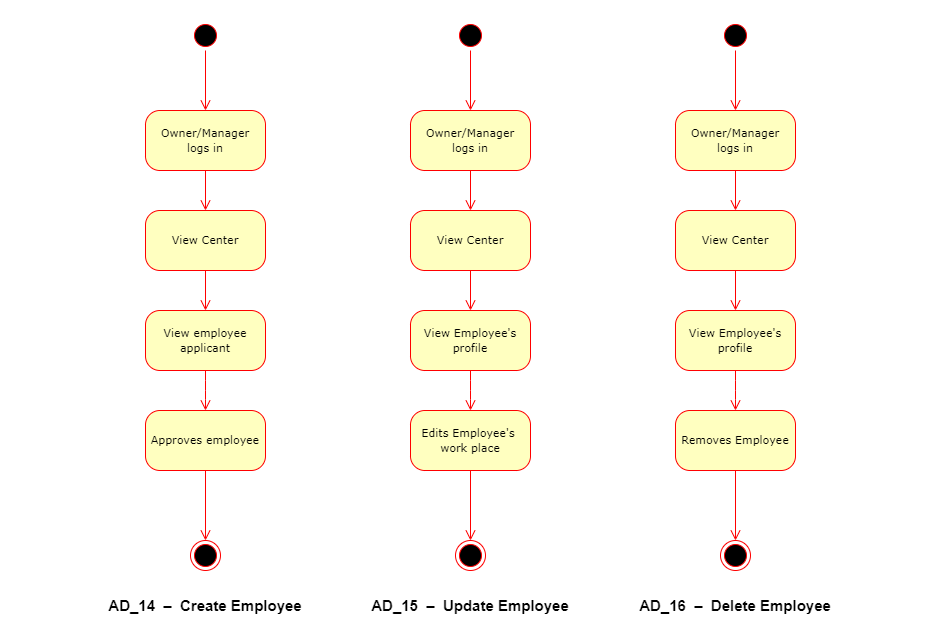 Owner/Manager
logs in
View Center
View employee
applicant
Approves employee
AD_14 – Create Employee
Owner/Manager
logs in
View Center
View Employee's
profile
Edits Employee's
work place
AD_15 – Update Employee
Owner/Manager
logs in
View Center
View Employee's
profile
Removes Employee
AD_16 – Delete Employee